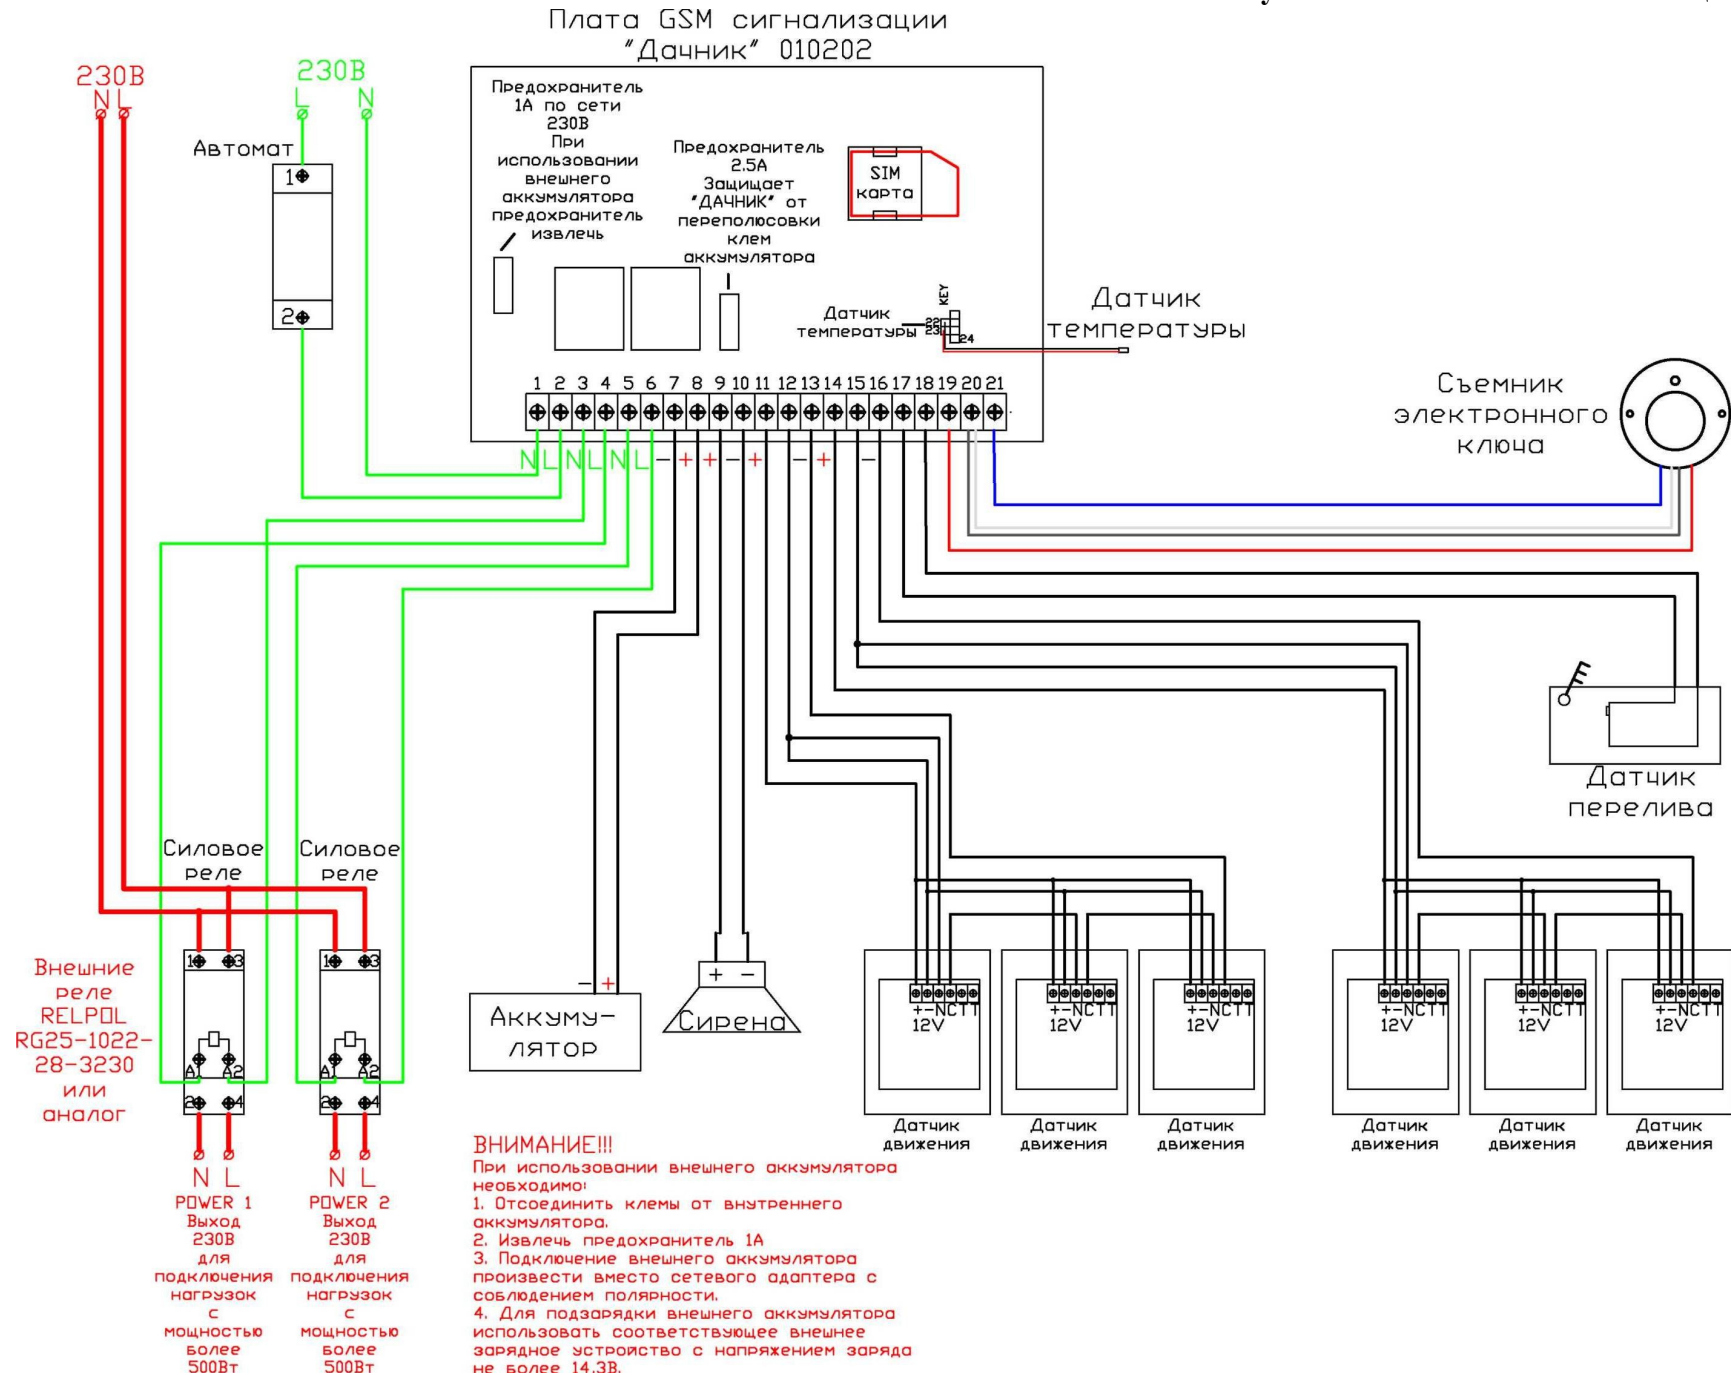 Плата GSM сигнализации
"Дачник" 010202
230В
N L
230В
L N
Автомат
1
2
Предохранитель
1А по сети
230В
При
использовании
внешнего
аккумулятора
предохранитель
извлечь
Предохранитель
2.5А
Защищает
"ДАЧНИК" от
переполюсовки
клем
аккумулятора
SIM
карта
KEY
Датчик
температуры
22
23
24
Датчик
температуры
1 2 3 4 5 6 7 8 9 10 11 12 13 14 15 16 17 18 19 20 21
N L N L N L − + + − + − + −
Съемник
электронного
ключа
Датчик
перелива
Силовое
реле
Силовое
реле
1 3
A1 A2
2 4
1 3
A1 A2
2 4
Внешние
реле
RELPOL
RG25-1022-
28-3230
или
аналог
N L
POWER 1
Выход
230В
для
подключения
нагрузок
с
мощностью
более
500Вт
N L
POWER 2
Выход
230В
для
подключения
нагрузок
с
мощностью
более
500Вт
− +
Аккуму-
лятор
+ −
Сирена
+-NCTT
12V
Датчик
движения
+-NCTT
12V
Датчик
движения
+-NCTT
12V
Датчик
движения
+-NCTT
12V
Датчик
движения
+-NCTT
12V
Датчик
движения
+-NCTT
12V
Датчик
движения
ВНИМАНИЕ!!!
При использовании внешнего аккумулятора
необходимо:
1. Отсоединить клемы от внутреннего
аккумулятора.
2. Извлечь предохранитель 1А
3. Подключение внешнего аккумулятора
произвести вместо сетевого адаптера с
соблюдением полярности.
4. Для подзарядки внешнего аккумулятора
использовать соответствующее внешнее
зарядное устройство с напряжением заряда
не более 14.3В.